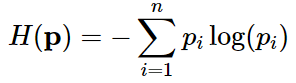 H(𝐩) = − ∑_{i=1}^{n} p_i log(p_i)